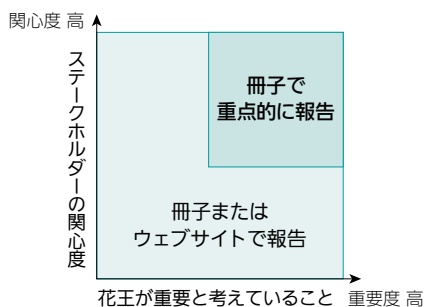 関心度 高
ステークホルダーの関心度
冊子で
重点的に報告
冊子または
ウェブサイトで報告
花王が重要と考えていること
重要度 高